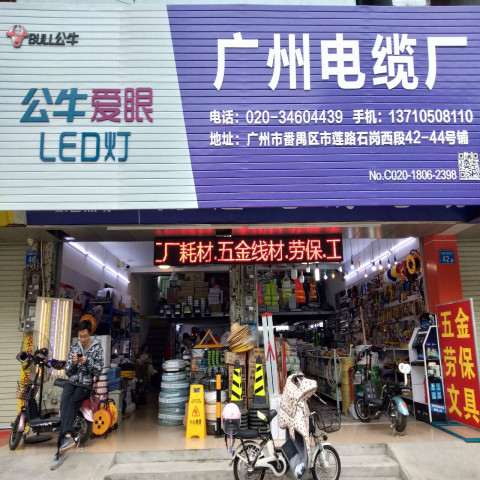 BULL公牛
公牛爱眼
LED灯
广州电缆厂
电话：020-34604439 手机：13710508110
地址：广州市番禺区市莲路石岗西段42-44号铺
No.C020-1806-2398
工厂耗材.五金线材.劳保.工
五金
劳保
文具